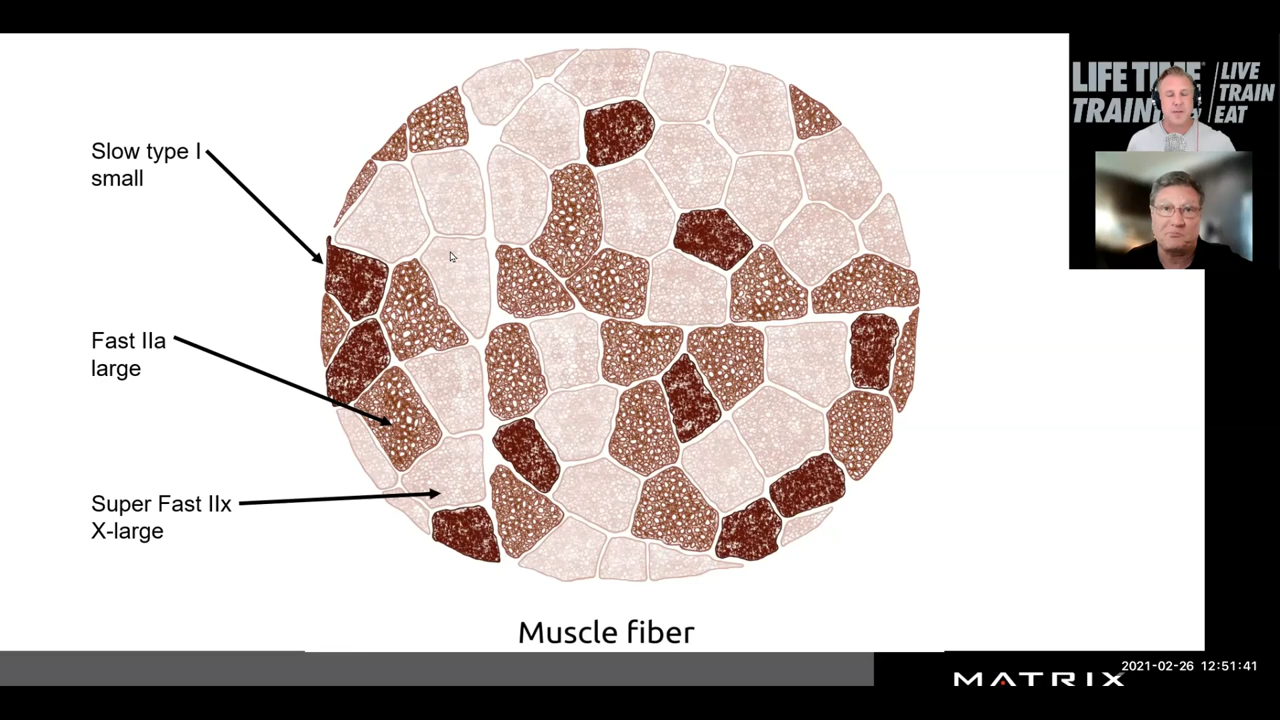 Slow type I
small
Fast IIa
large
Super Fast IIx
X-large
Muscle fiber
LIFE TIME
TRAIN
LIVE
TRAIN
EAT
2021-02-26 12:51:41
MATRIX